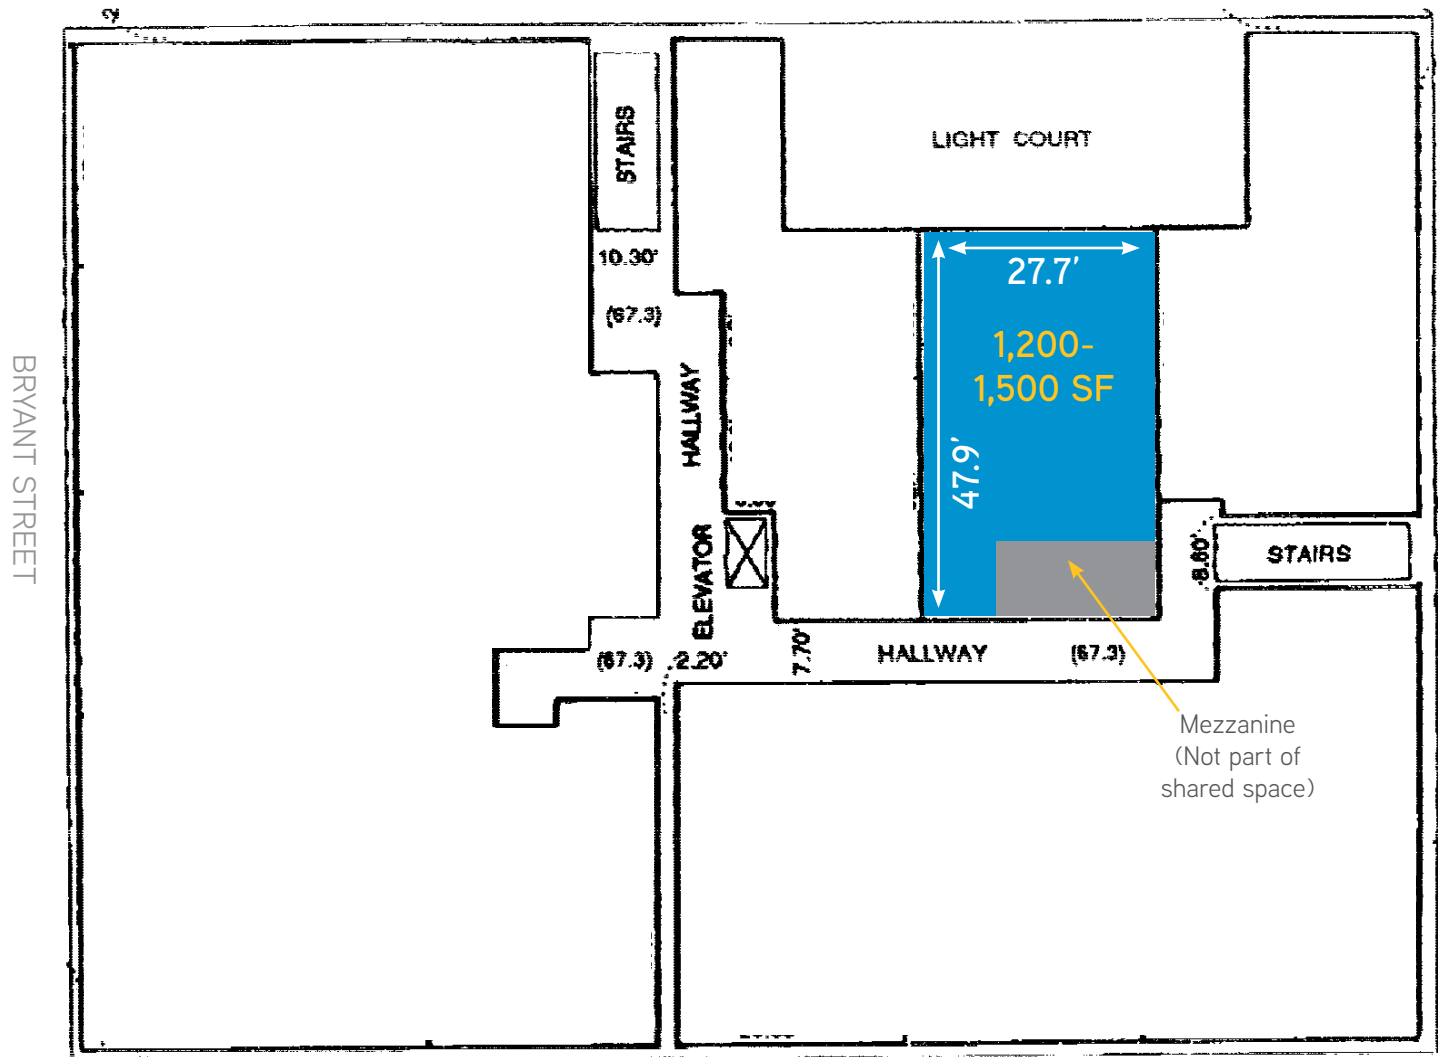 STAIRS
LIGHT COURT
10.30'
27.7'
(67.3)
1,200-
1,500 SF
HALLWAY
BRYANT STREET
47.9'
ELEVATOR
8.60'
STAIRS
(67.3)
2.20'
7.70'
HALLWAY
(67.3)
Mezzanine
(Not part of
shared space)